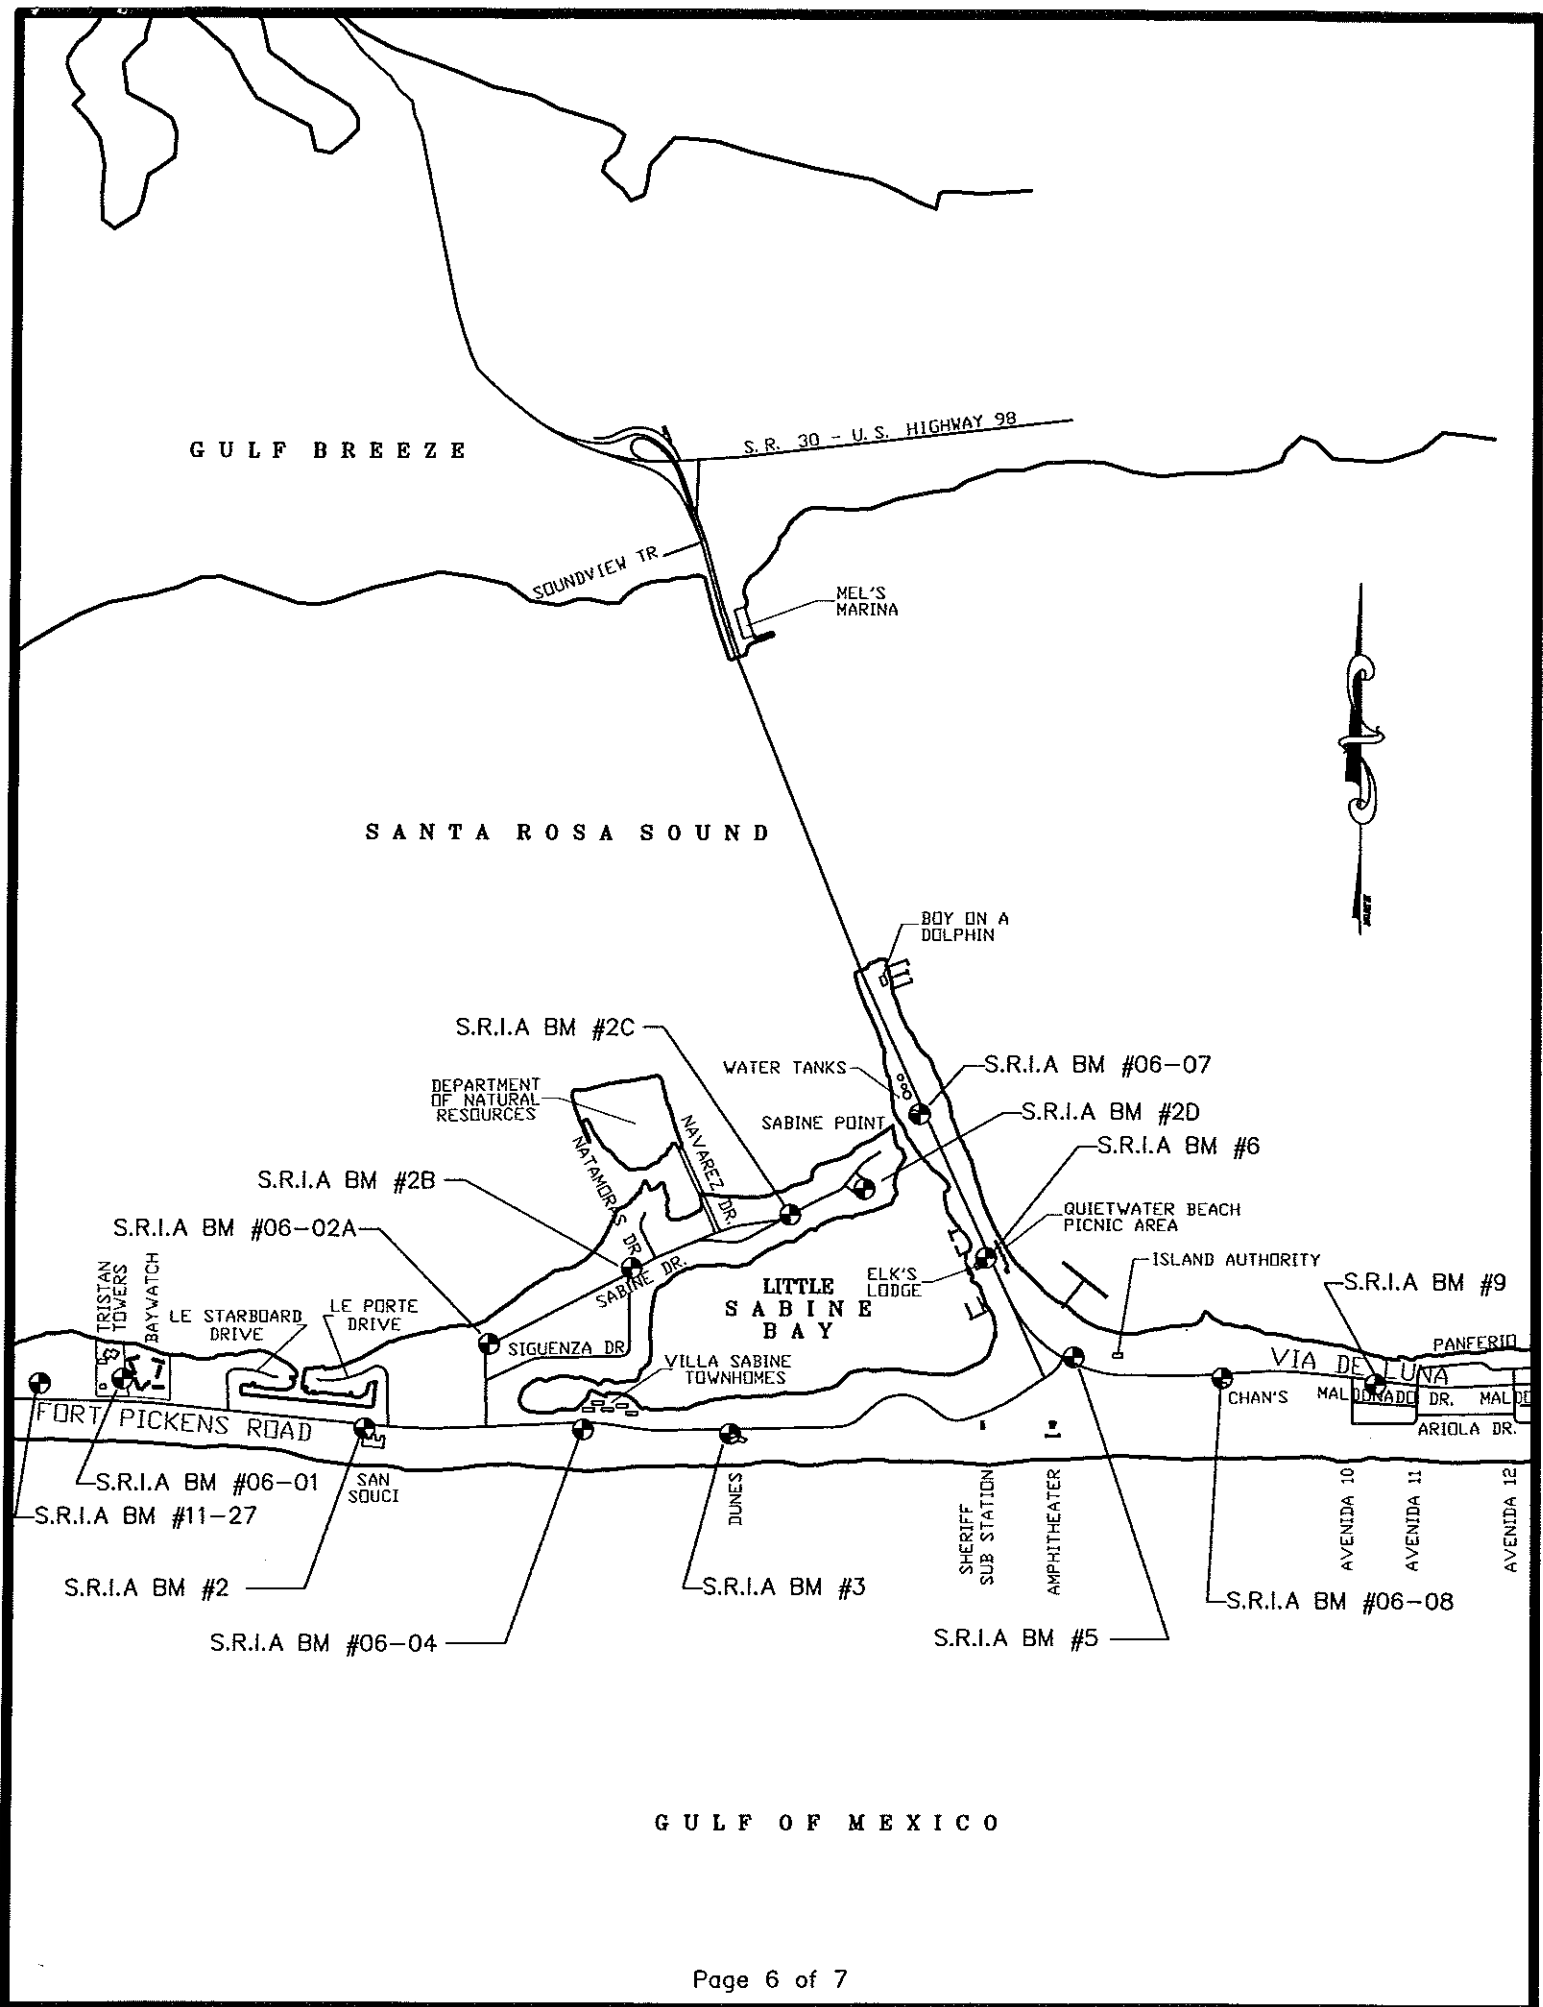 S.R. 30 - U.S. HIGHWAY 98
GULF BREEZE
SOUNDVIEW TR
MEL'S
MARINA
SANTA ROSA SOUND
BOY ON A
DOLPHIN
S.R.I.A BM #2C
WATER TANKS
S.R.I.A BM #06-07
DEPARTMENT
OF NATURAL
RESOURCES
S.R.I.A BM #2D
SABINE POINT
NAVAREZ DR.
NATAMORAS DR
S.R.I.A BM #6
S.R.I.A BM #2B
QUIETWATER BEACH
PICNIC AREA
S.R.I.A BM #06-02A
ISLAND AUTHORITY
SABINE DR.
ELK'S
LODGE
LITTLE
SABINE
BAY
S.R.I.A BM #9
TRISTAN
TOWERS
BAYWATCH
LE STARBOARD
DRIVE
LE PORTE
DRIVE
SIGUENZA DR
VILLA SABINE
TOWNHOMES
PANFERIO
VIA DE LUNA
CHAN'S
MALDONADO DR.
MALDO
ARIOLA DR.
FORT PICKENS ROAD
S.R.I.A BM #06-01
SAN
SOUCI
S.R.I.A BM #11-27
DUNES
SHERIFF
SUB STATION
AMPHITHEATER
AVENIDA 10
AVENIDA 11
AVENIDA 12
S.R.I.A BM #2
S.R.I.A BM #3
S.R.I.A BM #06-08
S.R.I.A BM #06-04
S.R.I.A BM #5
GULF OF MEXICO
Page 6 of 7